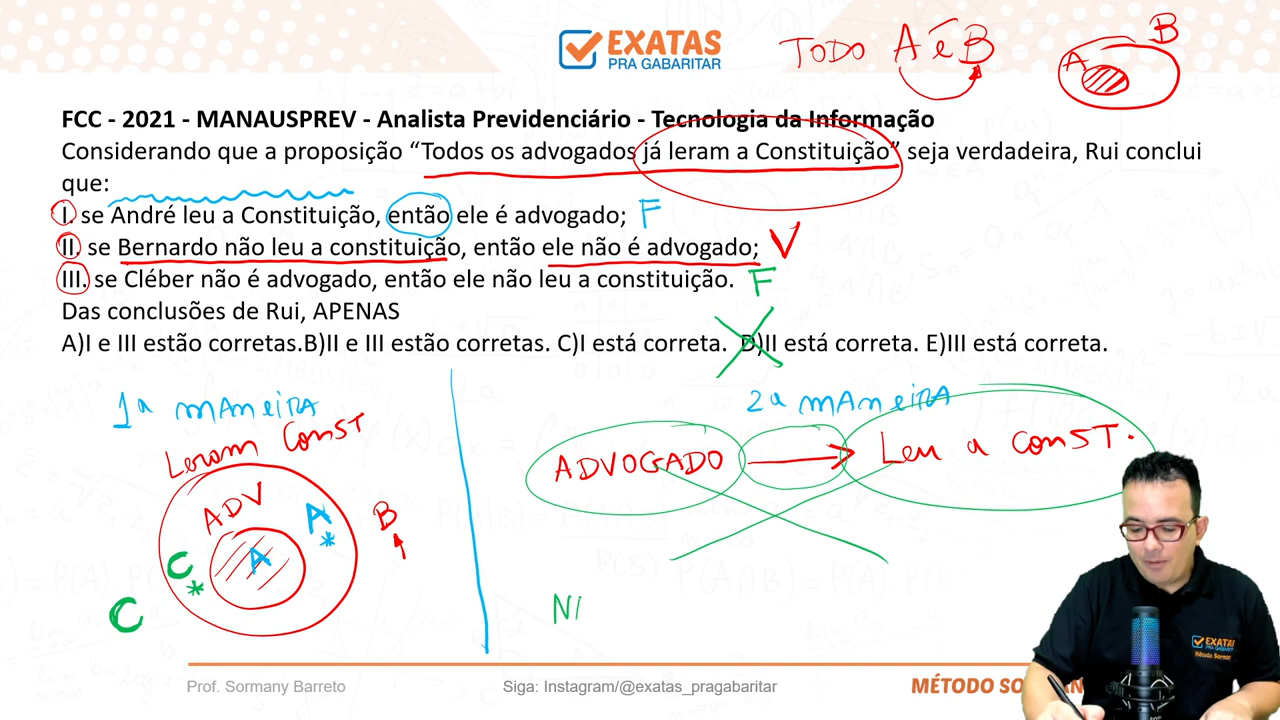 EXATAS
PRA GABARITAR
TODO A é B
B
A
FCC - 2021 - MANAUSPREV - Analista Previdenciário - Tecnologia da Informação
Considerando que a proposição “Todos os advogados já leram a Constituição” seja verdadeira, Rui conclui
que:
I. se André leu a Constituição, então ele é advogado; F
II. se Bernardo não leu a constituição, então ele não é advogado; V
III. se Cléber não é advogado, então ele não leu a constituição. F
Das conclusões de Rui, APENAS
A)I e III estão corretas.B)II e III estão corretas. C)I está correta. D)II está correta. E)III está correta.
1ª MANEIRA
Leram CONST
ADV
A
A
B
C
C
2ª MANEIRA
ADVOGADO → Leu a CONST.
EXATAS
PRA GABARITAR
Prof. Sormany Barreto
Siga: Instagram/@exatas_pragabaritar
MÉTODO SO